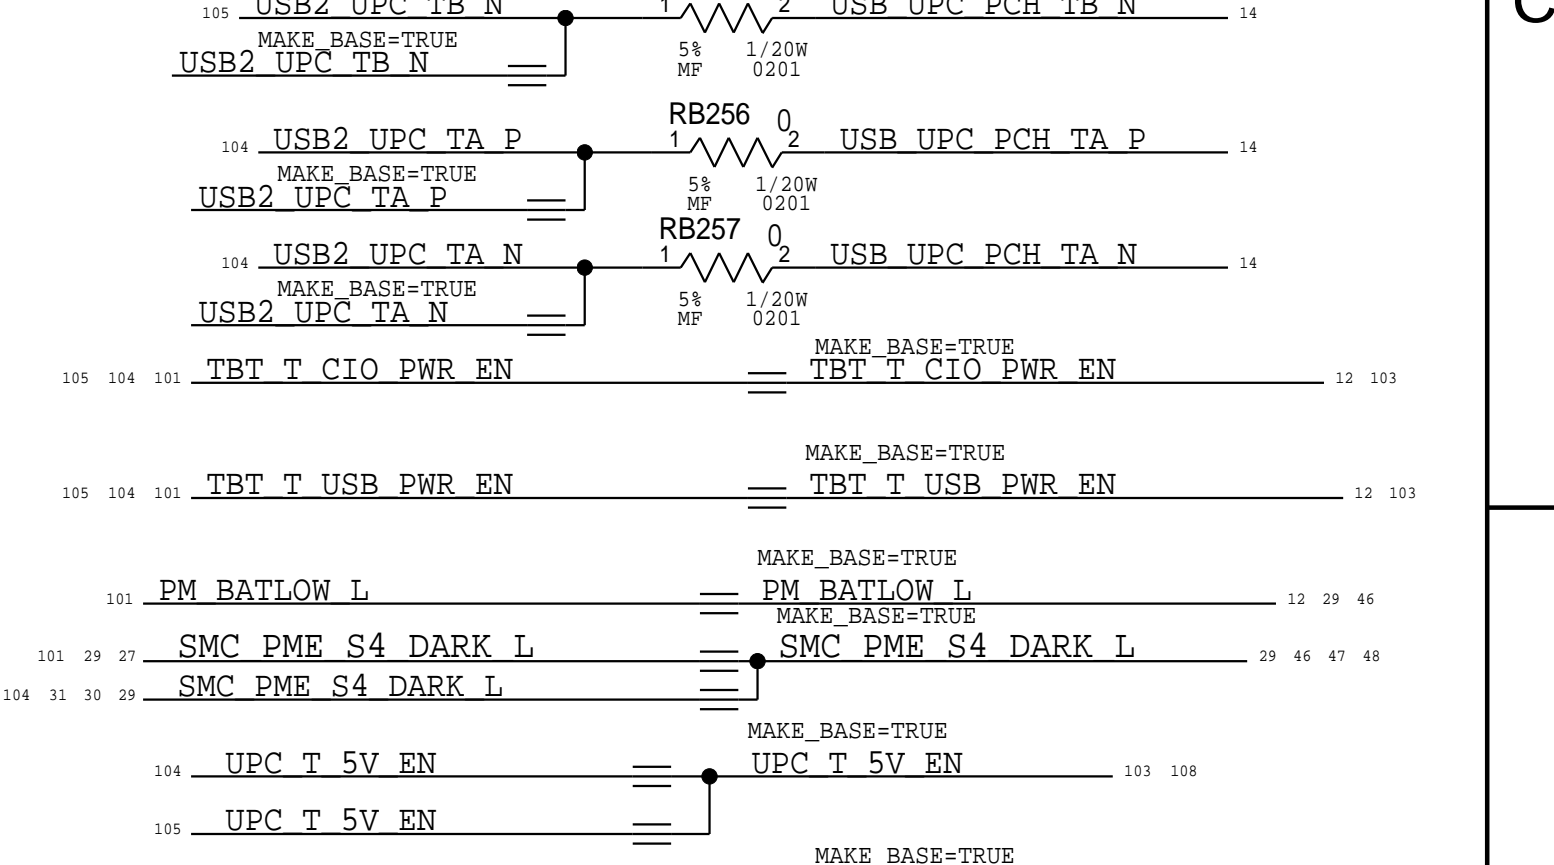 105 USB2_UPC_TB_N 1 2 USB_UPC_PCH_TB_N 14
MAKE_BASE=TRUE 5% 1/20W
USB2_UPC_TB_N MF 0201
RB256 0
104 USB2_UPC_TA_P 1 2 USB_UPC_PCH_TA_P 14
MAKE_BASE=TRUE 5% 1/20W
USB2_UPC_TA_P MF 0201
RB257 0
104 USB2_UPC_TA_N 1 2 USB_UPC_PCH_TA_N 14
MAKE_BASE=TRUE 5% 1/20W
USB2_UPC_TA_N MF 0201
MAKE_BASE=TRUE
105 104 101 TBT_T_CIO_PWR_EN TBT_T_CIO_PWR_EN 12 103
MAKE_BASE=TRUE
105 104 101 TBT_T_USB_PWR_EN TBT_T_USB_PWR_EN 12 103
MAKE_BASE=TRUE
101 PM_BATLOW_L PM_BATLOW_L 12 29 46
MAKE_BASE=TRUE
101 29 27 SMC_PME_S4_DARK_L SMC_PME_S4_DARK_L 29 46 47 48
104 31 30 29 SMC_PME_S4_DARK_L
MAKE_BASE=TRUE
104 UPC_T_5V_EN UPC_T_5V_EN 103 108
105 UPC_T_5V_EN
MAKE_BASE=TRUE
C